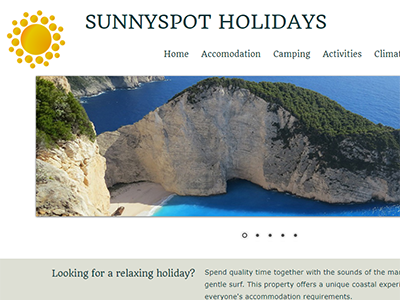 SUNNYSPOT HOLIDAYS
Home Accomodation Camping Activities Climat
Looking for a relaxing holiday?
Spend quality time together with the sounds of the ma
gentle surf. This property offers a unique coastal experi
everyone's accommodation requirements.